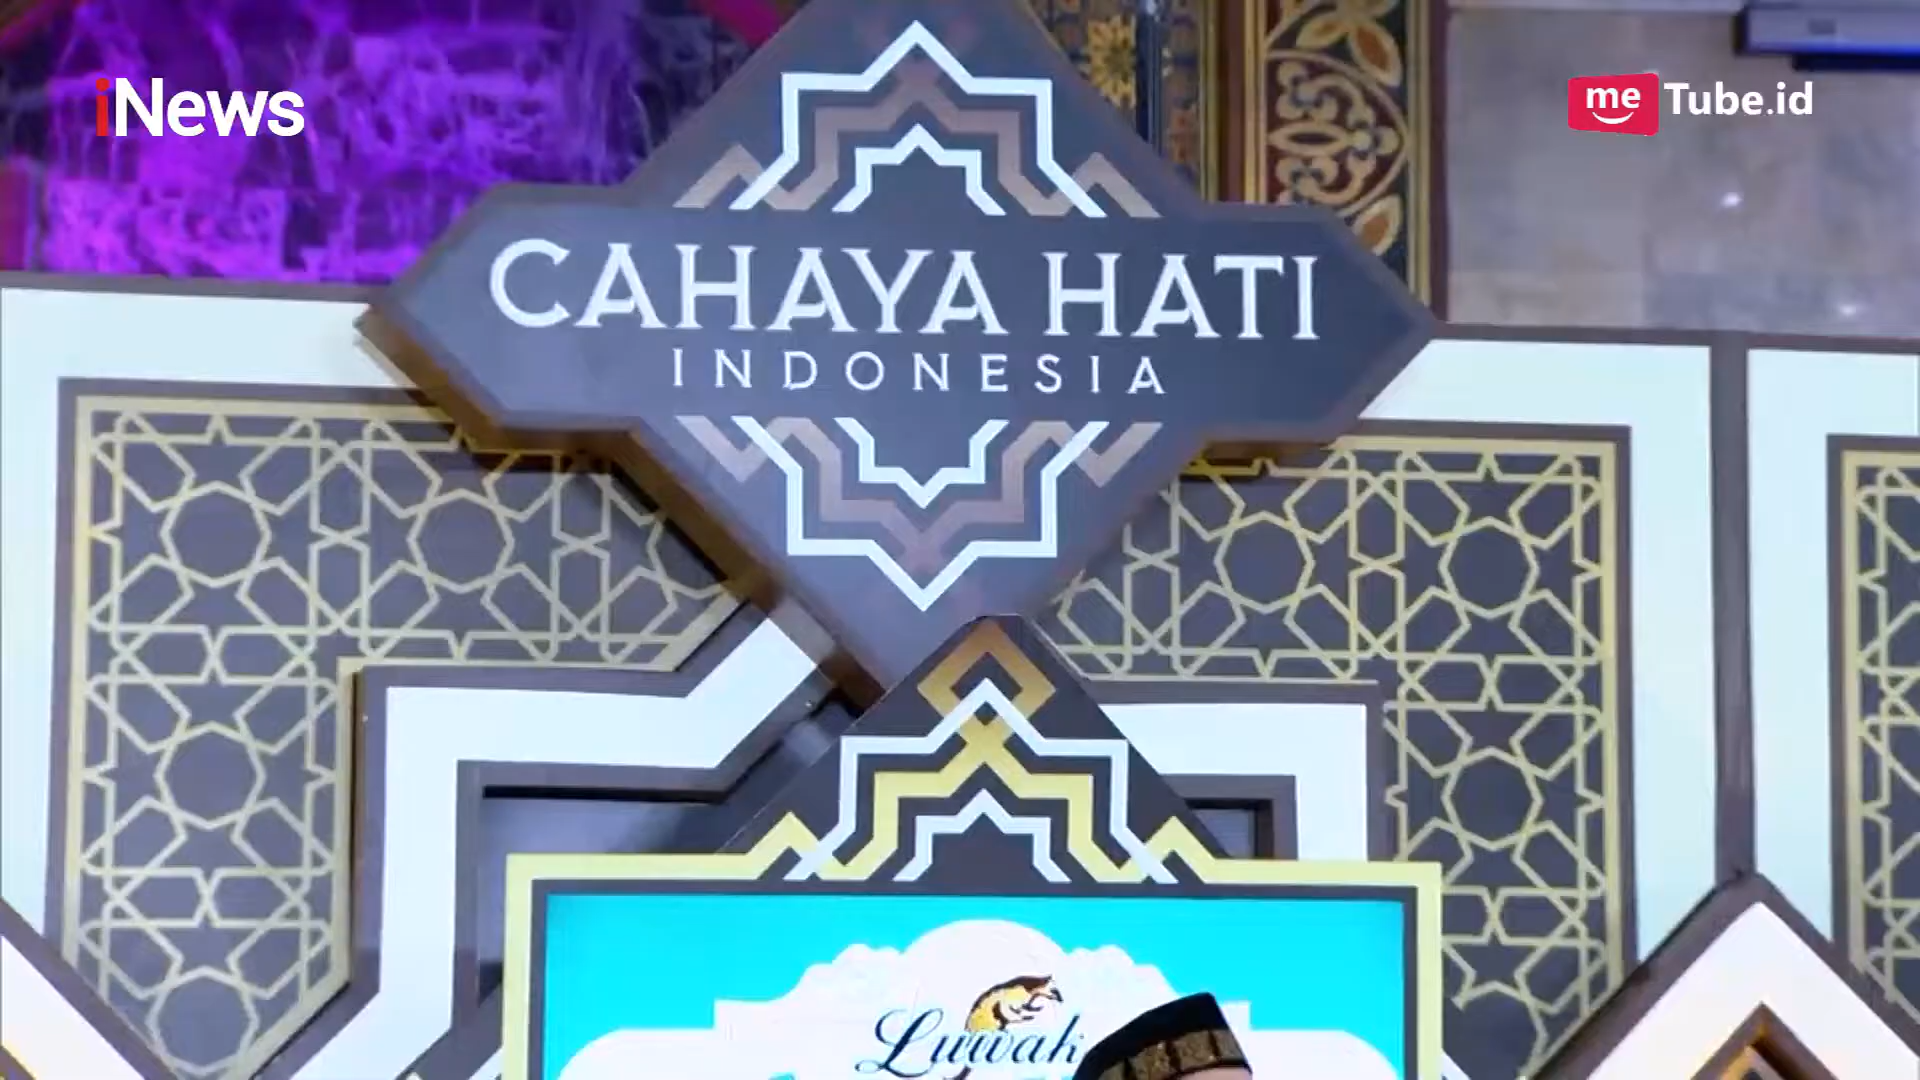 iNews
me Tube.id
CAHAYA HATI
INDONESIA
Luwak